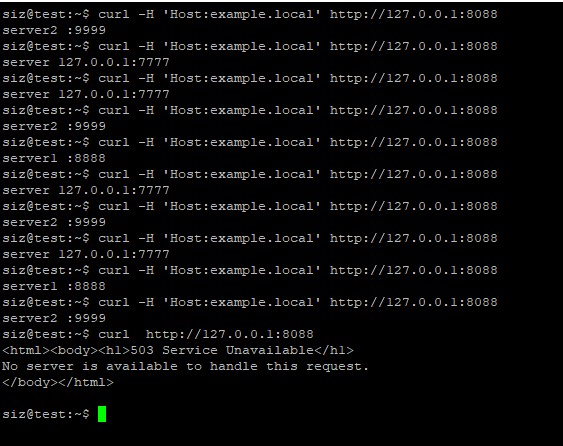 siz@test:~$ curl -H 'Host:example.local' http://127.0.0.1:8088
server2 :9999
siz@test:~$ curl -H 'Host:example.local' http://127.0.0.1:8088
server 127.0.0.1:7777
siz@test:~$ curl -H 'Host:example.local' http://127.0.0.1:8088
server 127.0.0.1:7777
siz@test:~$ curl -H 'Host:example.local' http://127.0.0.1:8088
server2 :9999
siz@test:~$ curl -H 'Host:example.local' http://127.0.0.1:8088
server1 :8888
siz@test:~$ curl -H 'Host:example.local' http://127.0.0.1:8088
server 127.0.0.1:7777
siz@test:~$ curl -H 'Host:example.local' http://127.0.0.1:8088
server2 :9999
siz@test:~$ curl -H 'Host:example.local' http://127.0.0.1:8088
server 127.0.0.1:7777
siz@test:~$ curl -H 'Host:example.local' http://127.0.0.1:8088
server1 :8888
siz@test:~$ curl -H 'Host:example.local' http://127.0.0.1:8088
server2 :9999
siz@test:~$ curl  http://127.0.0.1:8088
<html><body><h1>503 Service Unavailable</h1>
No server is available to handle this request.
</body></html>
siz@test:~$